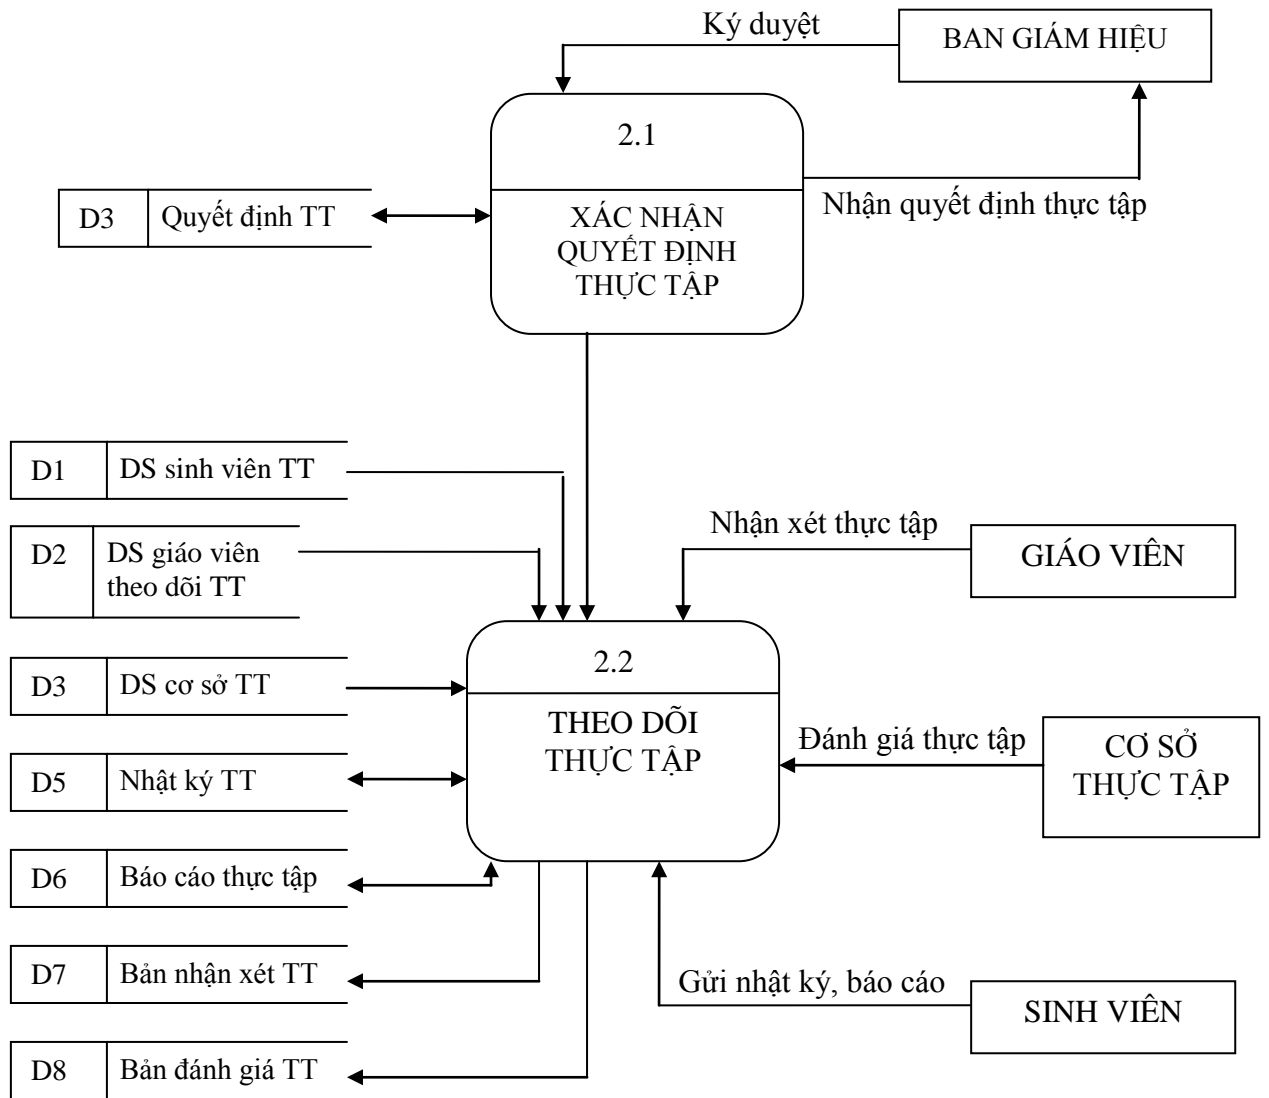 Ký duyệt
BAN GIÁM HIỆU
2.1
Nhận quyết định thực tập
D3 Quyết định TT
XÁC NHẬN
QUYẾT ĐỊNH
THỰC TẬP
D1 DS sinh viên TT
D2 DS giáo viên
theo dõi TT
Nhận xét thực tập
GIÁO VIÊN
2.2
D3 DS cơ sở TT
THEO DÕI
THỰC TẬP
Đánh giá thực tập
CƠ SỞ
THỰC TẬP
D5 Nhật ký TT
D6 Báo cáo thực tập
D7 Bản nhận xét TT
Gửi nhật ký, báo cáo
SINH VIÊN
D8 Bản đánh giá TT